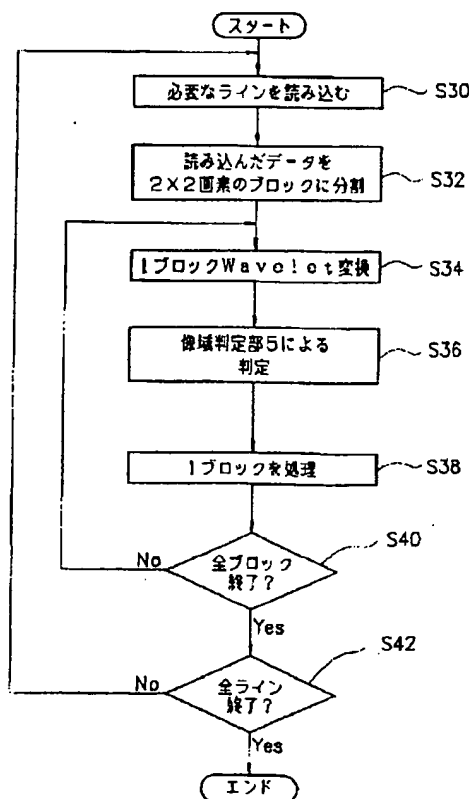 スタート
必要なラインを読み込む
S30
読み込んだデータを
2×2画素のブロックに分割
S32
1ブロックWavelet変換
S34
像域判定部5による
判定
S36
1ブロックを処理
S38
全ブロック
終了?
S40
No
Yes
全ライン
終了?
S42
No
Yes
エンド